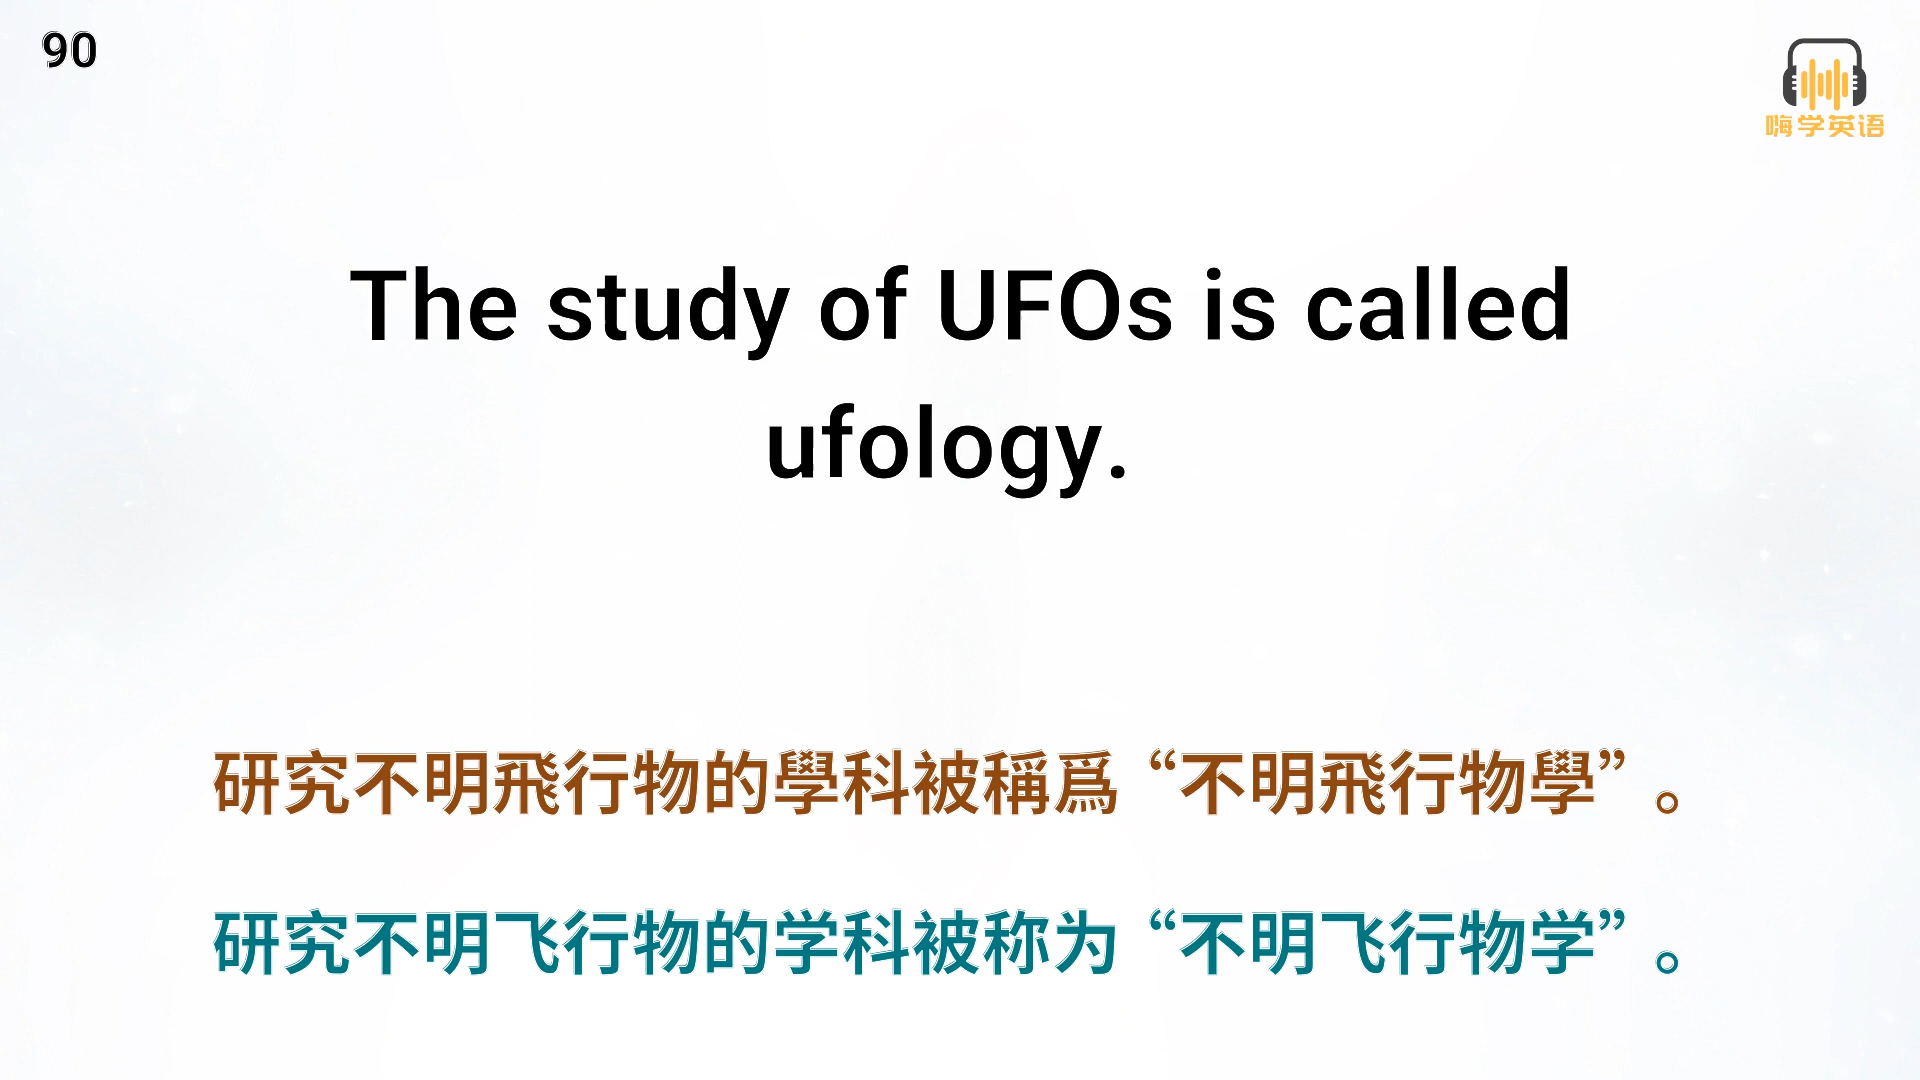 90
嗨学英语
The study of UFOs is called
ufology.
研究不明飛行物的學科被稱爲“不明飛行物學”。
研究不明飞行物的学科被称为“不明飞行物学”。